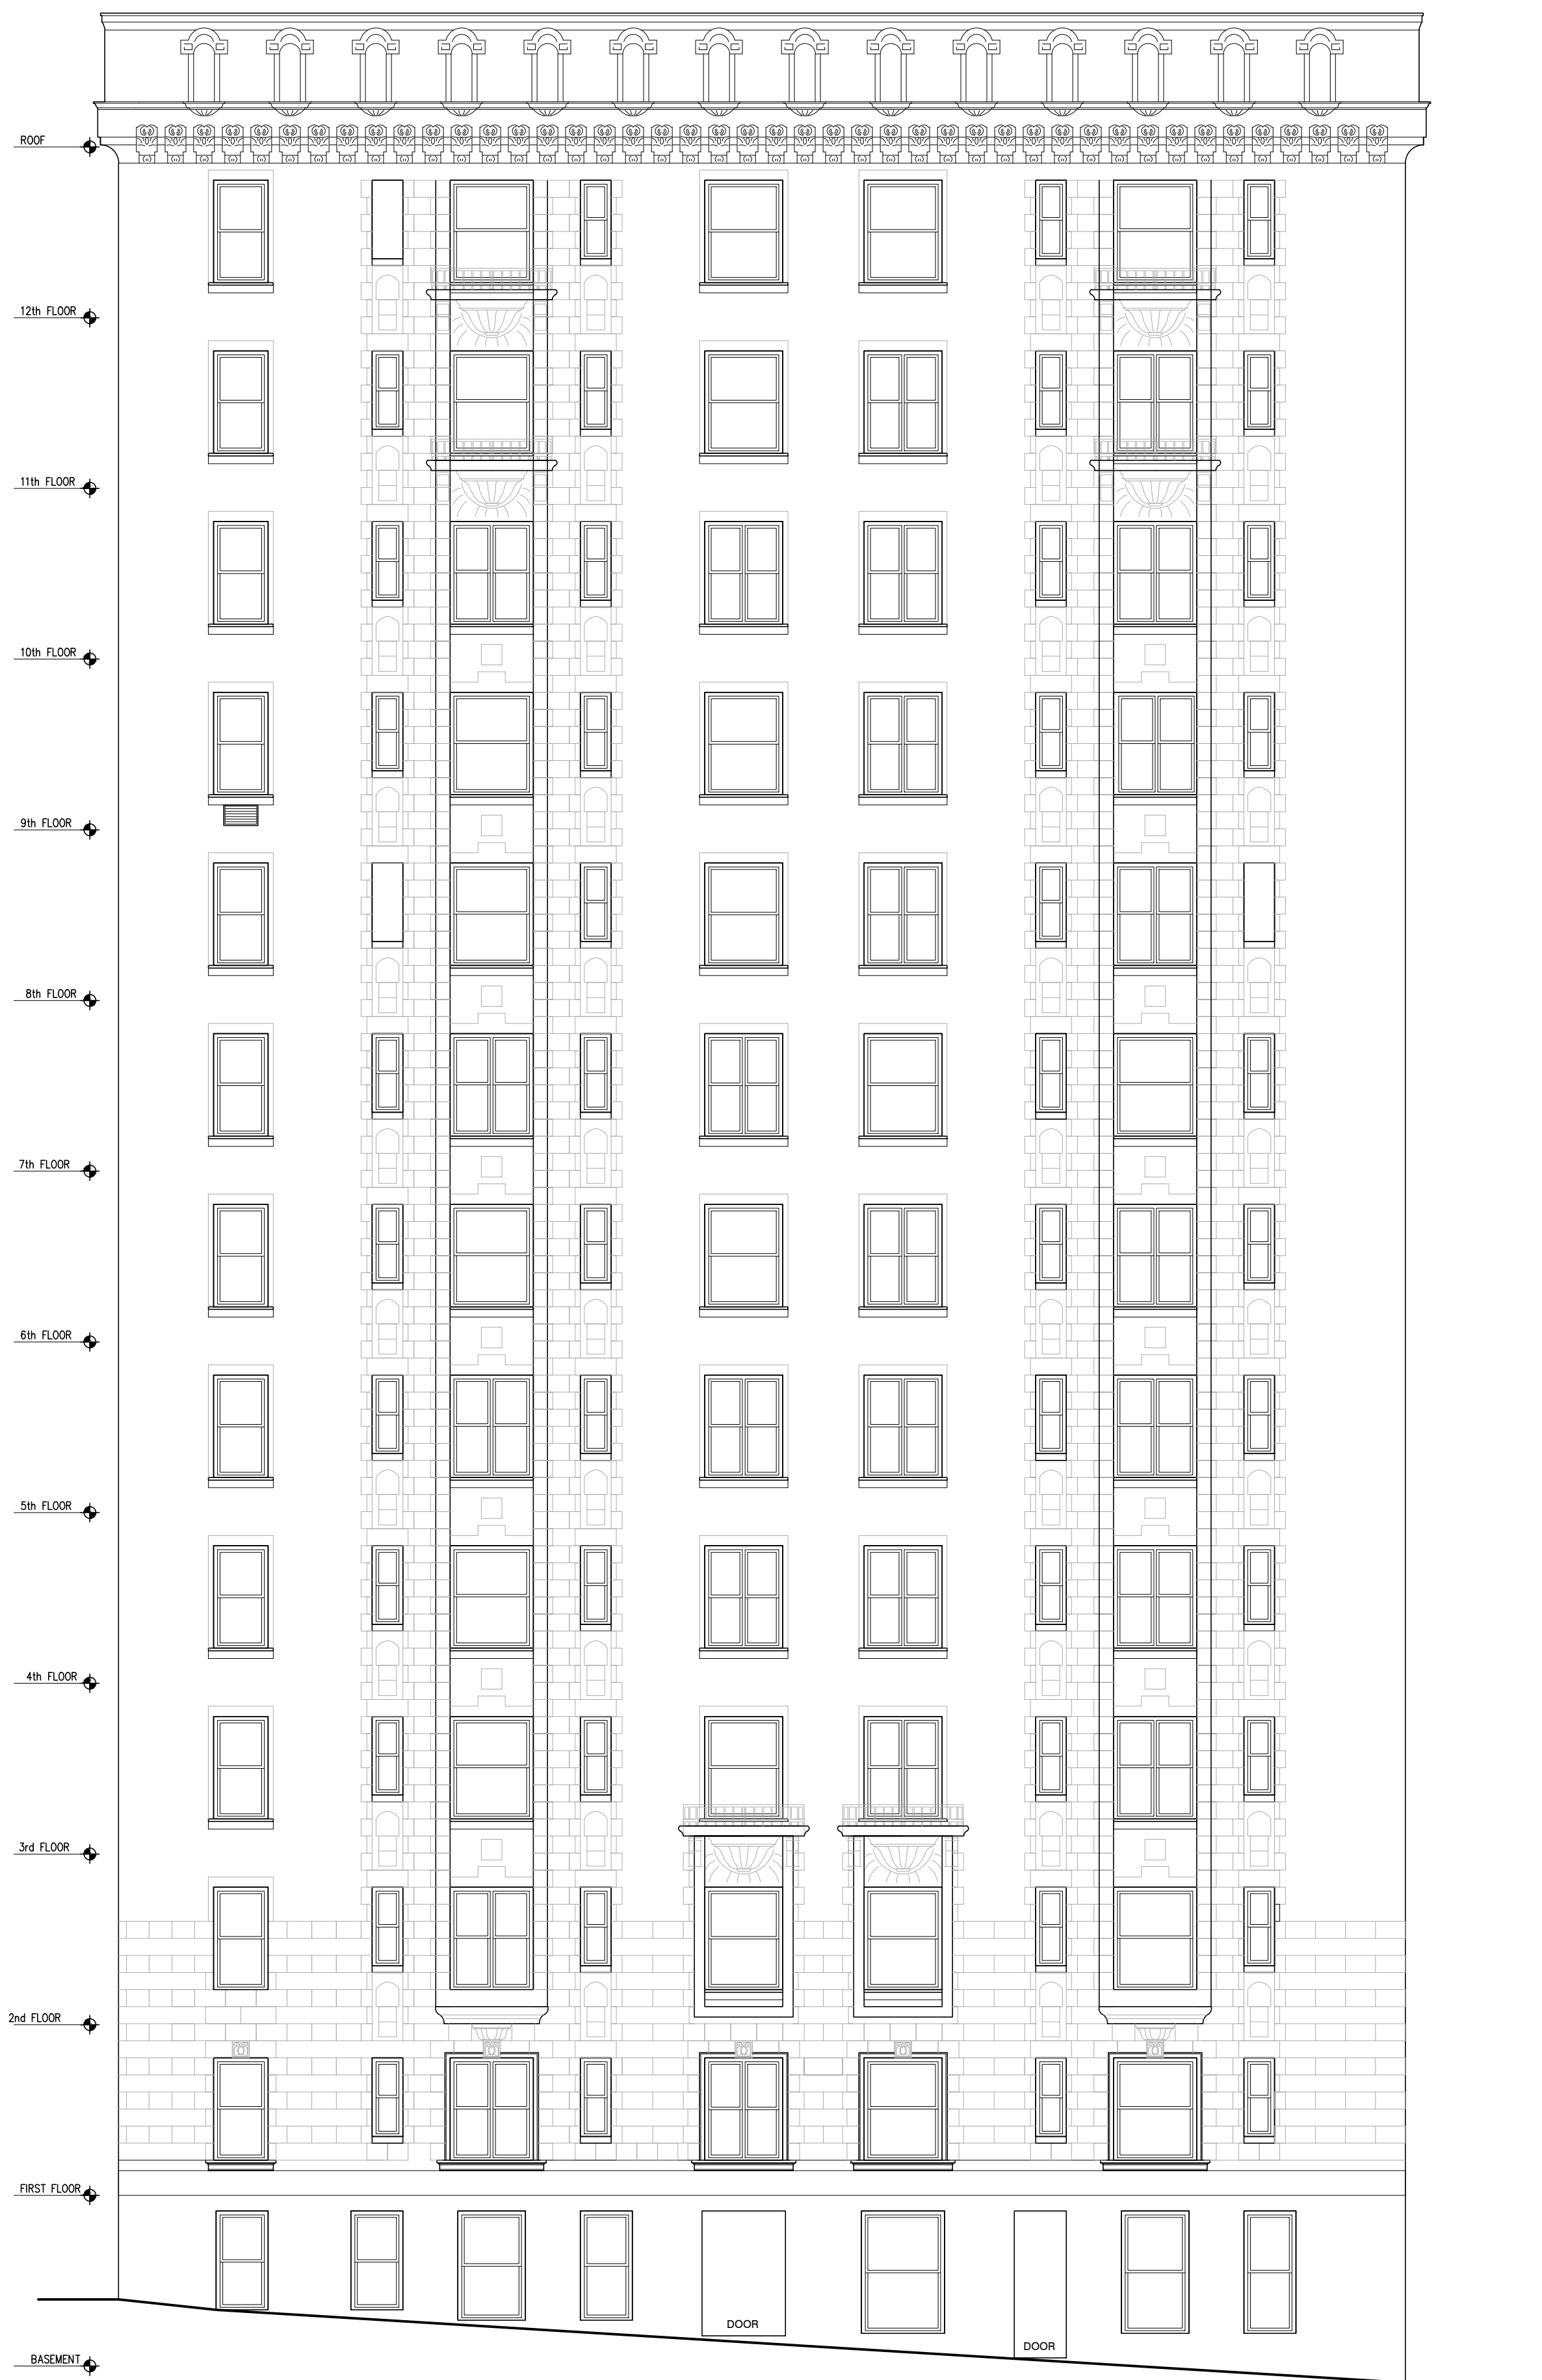 ROOF
12th FLOOR
11th FLOOR
10th FLOOR
9th FLOOR
8th FLOOR
7th FLOOR
6th FLOOR
5th FLOOR
4th FLOOR
3rd FLOOR
2nd FLOOR
FIRST FLOOR
DOOR
DOOR
BASEMENT